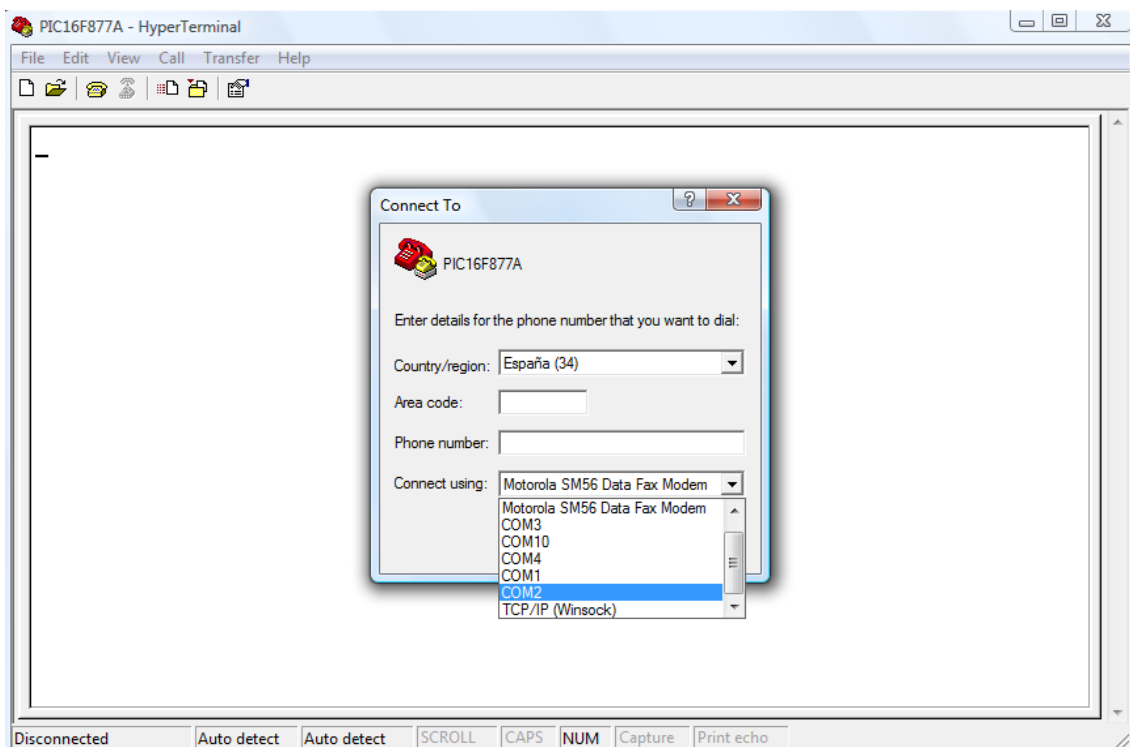 PIC16F877A - HyperTerminal
File Edit View Call Transfer Help
Connect To
PIC16F877A
Enter details for the phone number that you want to dial:
Country/region: España (34)
Area code:
Phone number:
Connect using: Motorola SM56 Data Fax Modem
Motorola SM56 Data Fax Modem
COM3
COM10
COM4
COM1
COM2
TCP/IP (Winsock)
Disconnected Auto detect Auto detect SCROLL CAPS NUM Capture Print echo